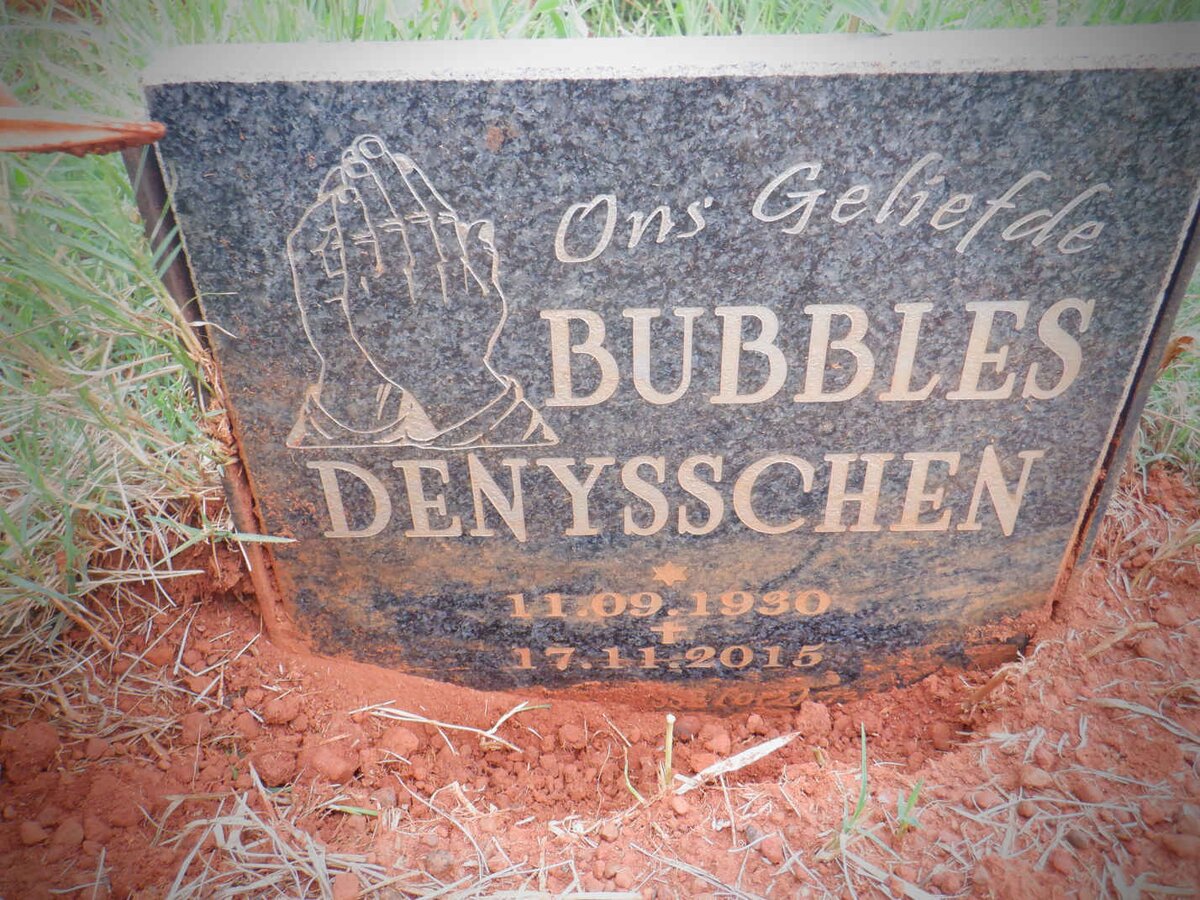 Ons Geliefde
BUBBLES
DENYSSCHEN
11.09.1930
17.11.2015